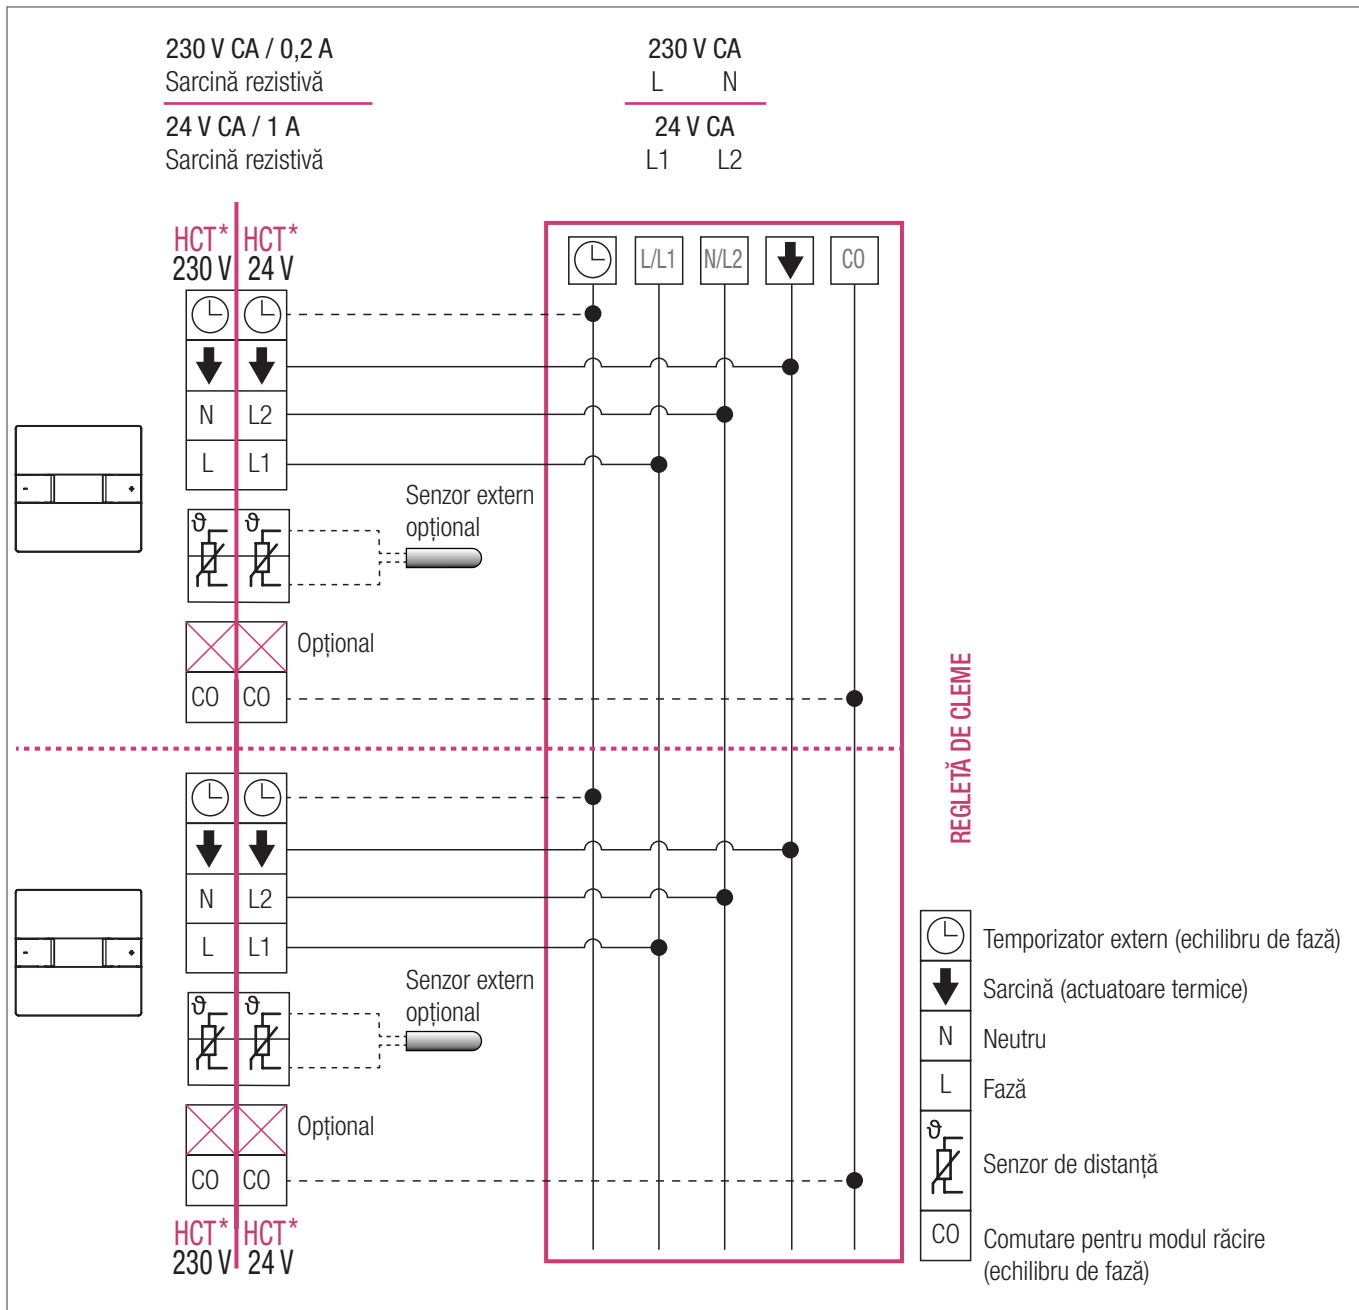 230 V CA / 0,2 A
Sarcină rezistivă
24 V CA / 1 A
Sarcină rezistivă
230 V CA
L N
24 V CA
L1 L2
HCT* HCT*
230 V 24 V
L/L1 N/L2 CO
N L2
L L1
- +
ϑ ϑ
Senzor extern
opțional
Opțional
CO CO
N L2
L L1
- +
ϑ ϑ
Senzor extern
opțional
Opțional
CO CO
HCT* HCT*
230 V 24 V
REGLETĂ DE CLEME
Temporizator extern (echilibru de fază)
Sarcină (actuatoare termice)
N Neutru
L Fază
ϑ
Senzor de distanță
CO Comutare pentru modul răcire
(echilibru de fază)